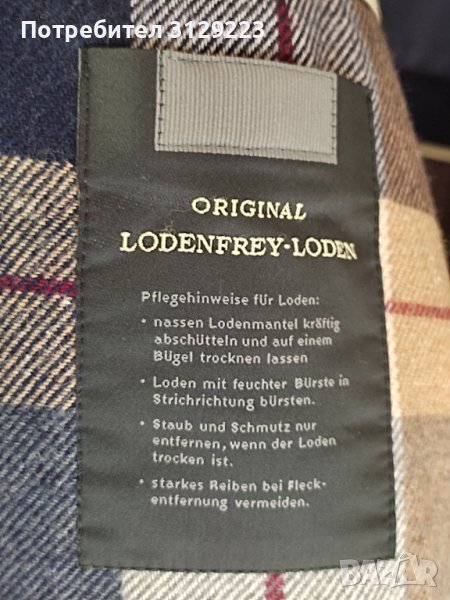 Потребител 3129223
ORIGINAL
LODENFREY-LODEN
Pflegehinweise für Loden:
• nassen Lodenmantel kräftig
abschütteln und auf einem
Bügel trocknen lassen
• Loden mit feuchter Bürste in
Strichrichtung bürsten.
• Staub und Schmutz nur
entfernen, wenn der Loden
trocken ist.
• starkes Reiben bei Fleck-
entfernung vermeiden.
bazar